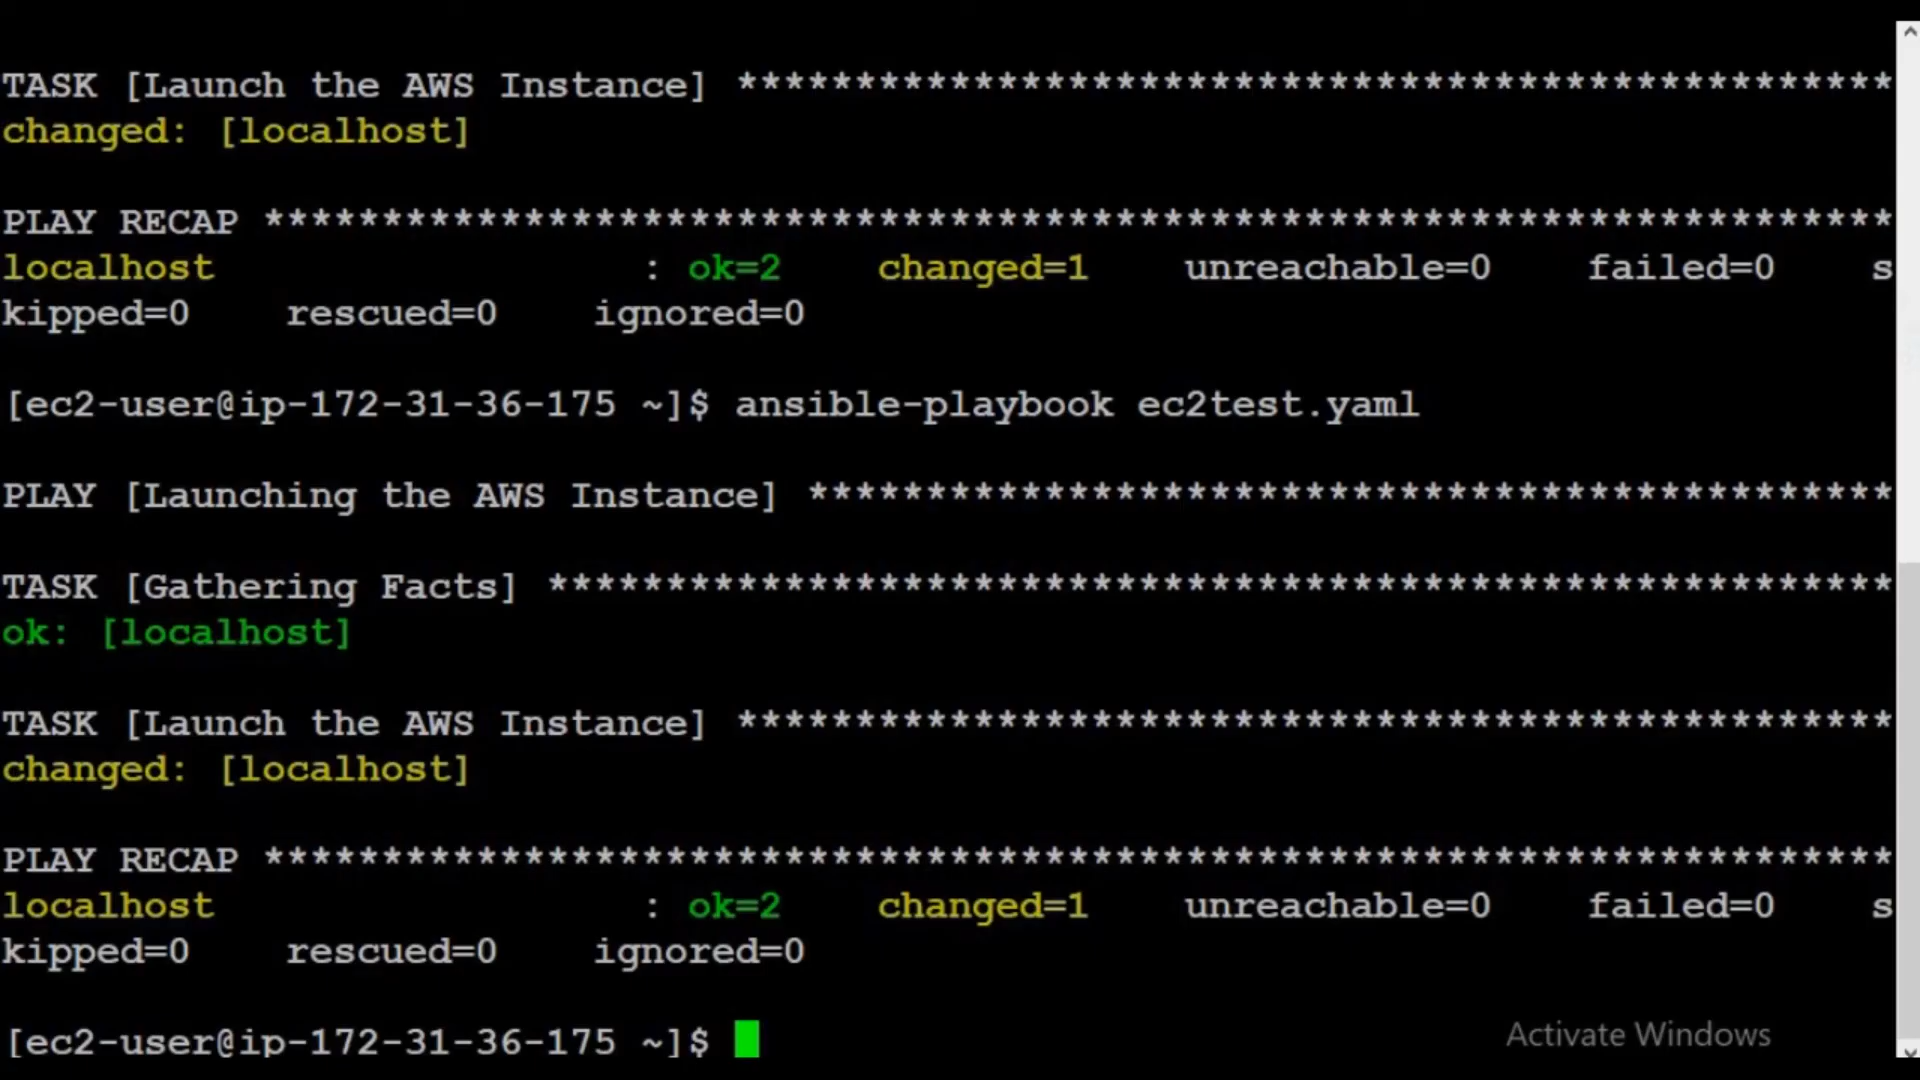 TASK [Launch the AWS Instance] *************************************************
changed: [localhost]
PLAY RECAP *********************************************************************
localhost : ok=2 changed=1 unreachable=0 failed=0 s
kipped=0 rescued=0 ignored=0
[ec2-user@ip-172-31-36-175 ~]$ ansible-playbook ec2test.yaml
PLAY [Launching the AWS Instance] **********************************************
TASK [Gathering Facts] *********************************************************
ok: [localhost]
TASK [Launch the AWS Instance] *************************************************
changed: [localhost]
PLAY RECAP *********************************************************************
localhost : ok=2 changed=1 unreachable=0 failed=0 s
kipped=0 rescued=0 ignored=0
[ec2-user@ip-172-31-36-175 ~]$
Activate Windows